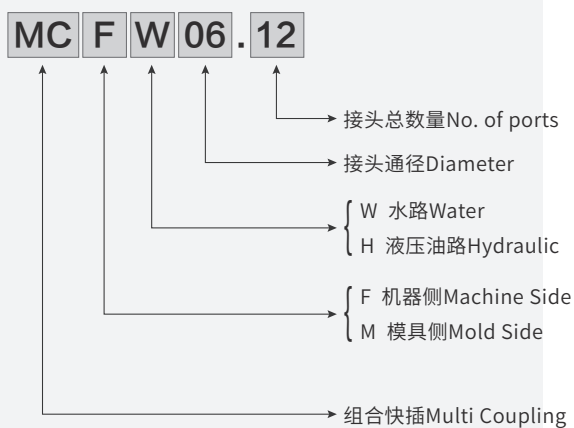 MC F W 06 . 12
接头总数量No. of ports
接头通径Diameter
W 水路Water
H 液压油路Hydraulic
F 机器侧Machine Side
M 模具侧Mold Side
组合快插Multi Coupling